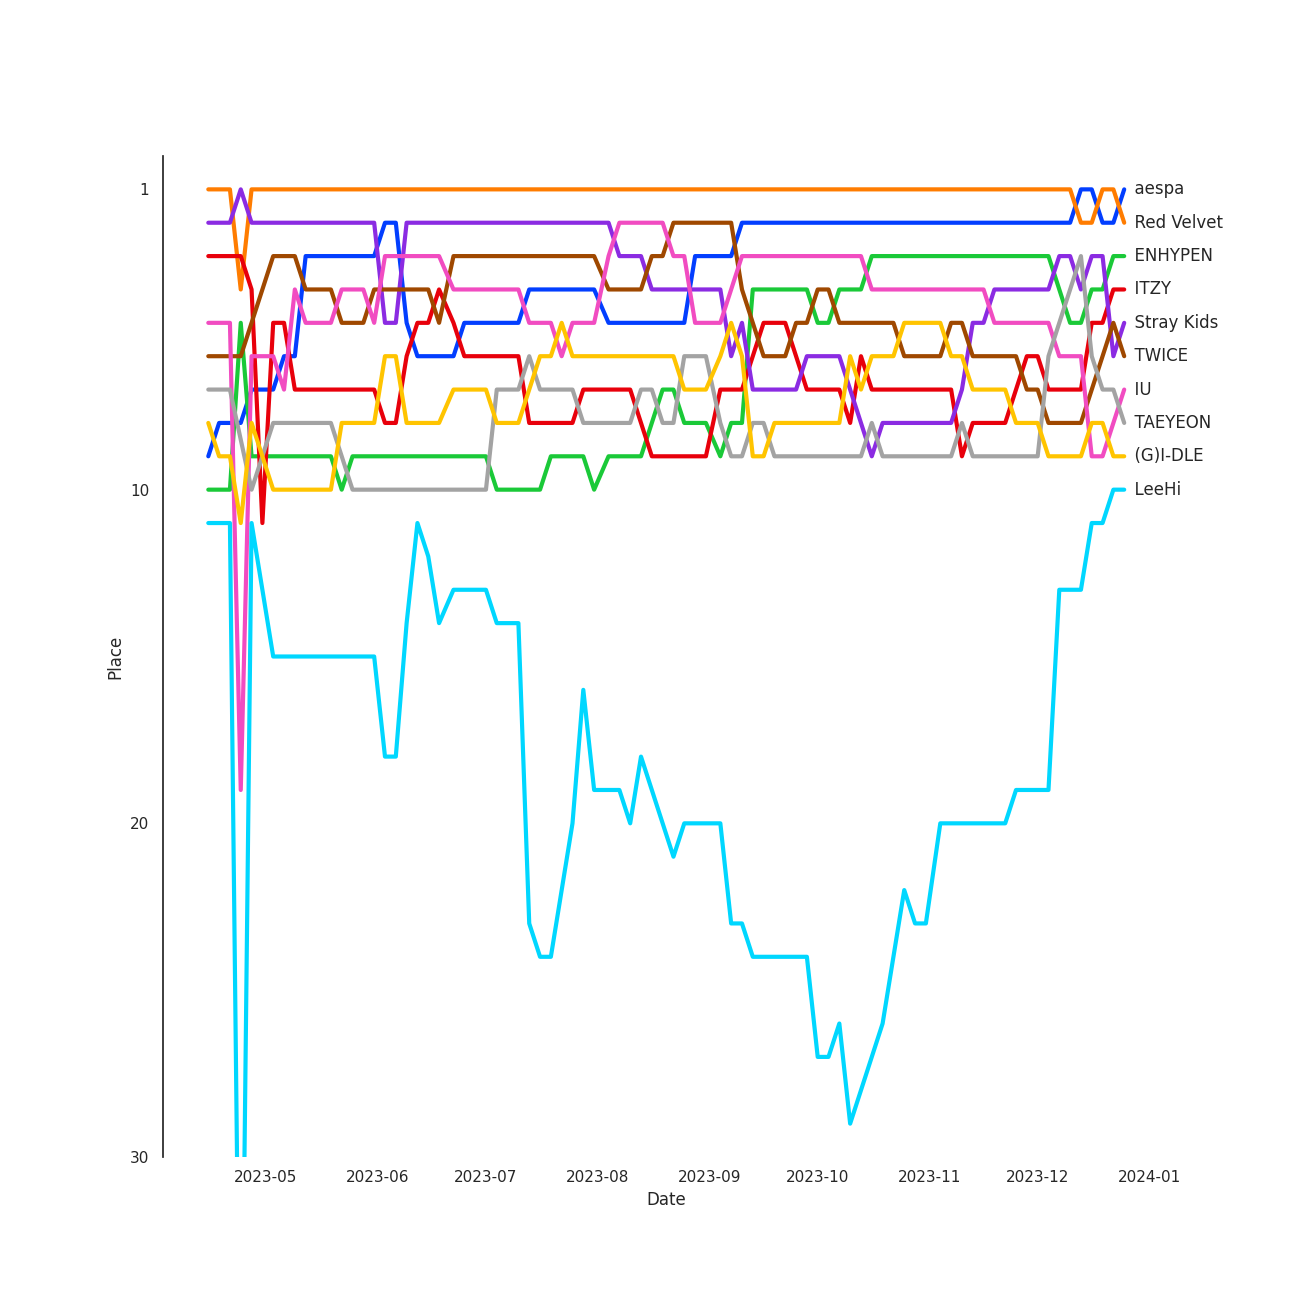 1
10
20
30
Place
aespa
Red Velvet
ENHYPEN
ITZY
Stray Kids
TWICE
IU
TAEYEON
(G)I-DLE
LeeHi
2023-05 2023-06 2023-07 2023-08 2023-09 2023-10 2023-11 2023-12 2024-01
Date